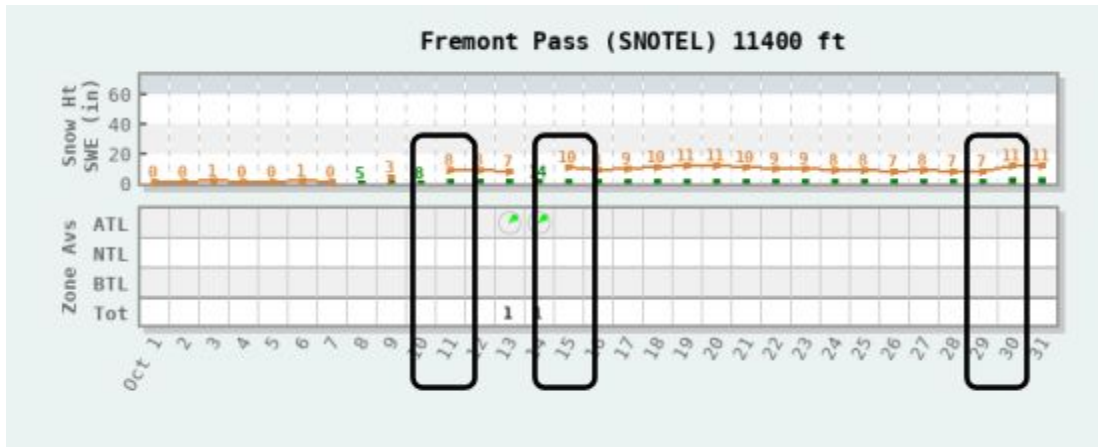 Fremont Pass (SNOTEL) 11400 ft
Snow Ht
SWE (in)
60
40
20
0
0 0 1 0 0 1 0 5 3 8 8 7 10 9 10 11 11 10 9 9 8 8 7 8 7 7 11 11
Zone Avs
ATL
NTL
BTL
Tot 1 1
Oct 1 2 3 4 5 6 7 8 9 10 11 12 13 14 15 16 17 18 19 20 21 22 23 24 25 26 27 28 29 30 31